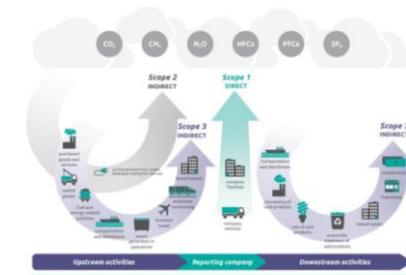 CO₂ CH₄ N₂O HFCs PFCs SF₆
Scope 2
INDIRECT
Scope 1
DIRECT
Scope 3
INDIRECT
Scope 3
INDIRECT
purchased
goods and
services
capital
goods
fuel and
energy related
activities
transportation
and distribution
waste
generated in
operations
business
travel
employee
commuting
leased assets
company
facilities
company
vehicles
transportation
and distribution
processing of
sold products
use of sold
products
end-of-life
treatment of
sold products
leased assets
franchises
Upstream activities
Reporting company
Downstream activities